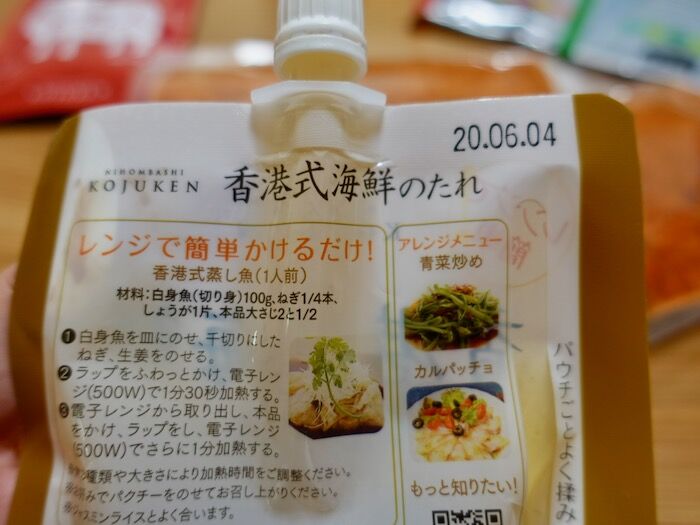 20.06.04
NIHOMBASHI
KOJUKEN
香港式海鮮のたれ
レンジで簡単かけるだけ!
香港式蒸し魚(1人前)
材料:白身魚(切り身)100g、ねぎ1/4本、
しょうが1片、本品大さじ2と1/2
❶白身魚を皿にのせ、千切りにした
ねぎ、生姜をのせる。
❷ラップをふわっとかけ、電子レン
ジ(500W)で1分30秒加熱する。
❸電子レンジから取り出し、本品
をかけ、ラップをし、電子レンジ
(500W)でさらに1分加熱する。
種類や大きさにより加熱時間をご調整ください。
でパクチーをのせてお召し上がりください。
ジャスミンライスとよく合います。
アレンジメニュー
青菜炒め
カルパッチョ
もっと知りたい!
パウチごとよく揉み